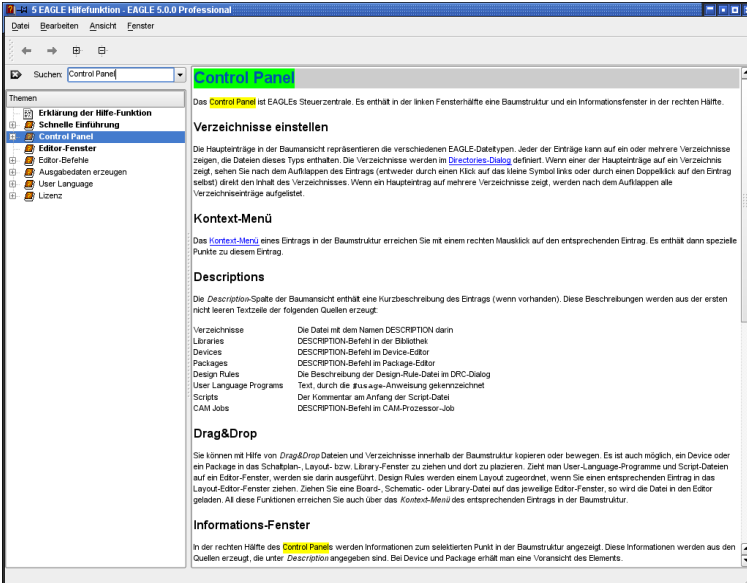 5 EAGLE Hilfefunktion - EAGLE 5.0.0 Professional
Datei Bearbeiten Ansicht Fenster
Suchen: Control Panel
Themen
Erklärung der Hilfe-Funktion
Schnelle Einführung
Control Panel
Editor-Fenster
Editor-Befehle
Ausgabedaten erzeugen
User Language
Lizenz
Control Panel
Das Control Panel ist EAGLEs Steuerzentrale. Es enthält in der linken Fensterhälfte eine Baumstruktur und ein Informationsfenster in der rechten Hälfte.
Verzeichnisse einstellen
Die Haupteinträge in der Baumansicht repräsentieren die verschiedenen EAGLE-Dateitypen. Jeder der Einträge kann auf ein oder mehrere Verzeichnisse
zeigen, die Dateien dieses Typs enthalten. Die Verzeichnisse werden im Directories-Dialog definiert. Wenn einer der Haupteinträge auf ein Verzeichnis
zeigt, sehen Sie nach dem Aufklappen des Eintrags (entweder durch einen Klick auf das kleine Symbol links oder durch einen Doppelklick auf den Eintrag
selbst) direkt den Inhalt des Verzeichnisses. Wenn ein Haupteintrag auf mehrere Verzeichnisse zeigt, werden nach dem Aufklappen alle
Verzeichniseinträge aufgelistet.
Kontext-Menü
Das Kontext-Menü eines Eintrags in der Baumstruktur erreichen Sie mit einem rechten Mausklick auf den entsprechenden Eintrag. Es enthält dann spezielle
Punkte zu diesem Eintrag.
Descriptions
Die Description-Spalte der Baumansicht enthält eine Kurzbeschreibung des Eintrags (wenn vorhanden). Diese Beschreibungen werden aus der ersten
nicht leeren Textzeile der folgenden Quellen erzeugt:
Verzeichnisse Die Datei mit dem Namen DESCRIPTION darin
Libraries DESCRIPTION-Befehl in der Bibliothek
Devices DESCRIPTION-Befehl im Device-Editor
Packages DESCRIPTION-Befehl im Package-Editor
Design Rules Die Beschreibung der Design-Rule-Datei im DRC-Dialog
User Language Programs Text, durch die #usage-Anweisung gekennzeichnet
Scripts Der Kommentar am Anfang der Script-Datei
CAM Jobs DESCRIPTION-Befehl im CAM-Prozessor-Job
Drag&Drop
Sie können mit Hilfe von Drag&Drop Dateien und Verzeichnisse innerhalb der Baumstruktur kopieren oder bewegen. Es ist auch möglich, ein Device oder
ein Package in das Schaltplan-, Layout- bzw. Library-Fenster zu ziehen und dort zu plazieren. Zieht man User-Language-Programme und Script-Dateien
auf ein Editor-Fenster, werden sie darin ausgeführt. Design Rules werden einem Layout zugeordnet, wenn Sie einen entsprechenden Eintrag in das
Layout-Editor-Fenster ziehen. Ziehen Sie eine Board-, Schematic- oder Library-Datei auf das jeweilige Editor-Fenster, so wird die Datei in den Editor
geladen. All diese Funktionen erreichen Sie auch über das Kontext-Menü des entsprechenden Eintrags in der Baumstruktur.
Informations-Fenster
In der rechten Hälfte des Control Panels werden Informationen zum selektierten Punkt in der Baumstruktur angezeigt. Diese Informationen werden aus den
Quellen erzeugt, die unter Description angegeben sind. Bei Device und Package erhält man eine Voransicht des Elements.